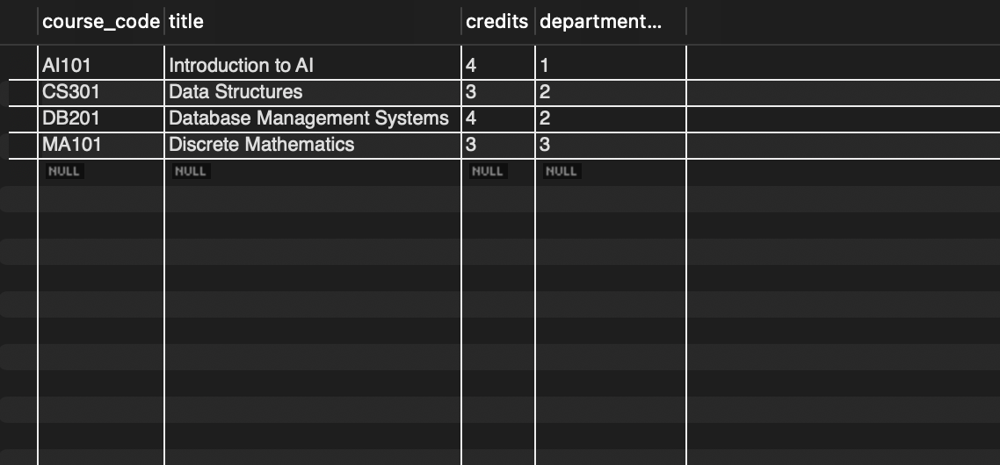 course_code title credits department...
AI101 Introduction to AI 4 1
CS301 Data Structures 3 2
DB201 Database Management Systems 4 2
MA101 Discrete Mathematics 3 3
NULL NULL NULL NULL